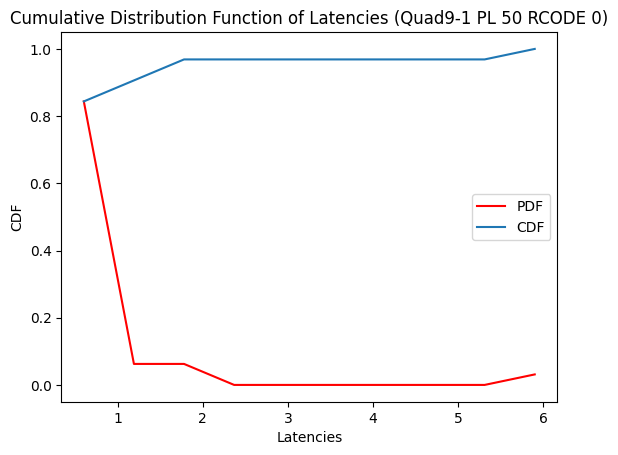 Cumulative Distribution Function of Latencies (Quad9-1 PL 50 RCODE 0)
1.0
0.8
0.6
0.4
0.2
0.0
CDF
PDF
CDF
1 2 3 4 5 6
Latencies